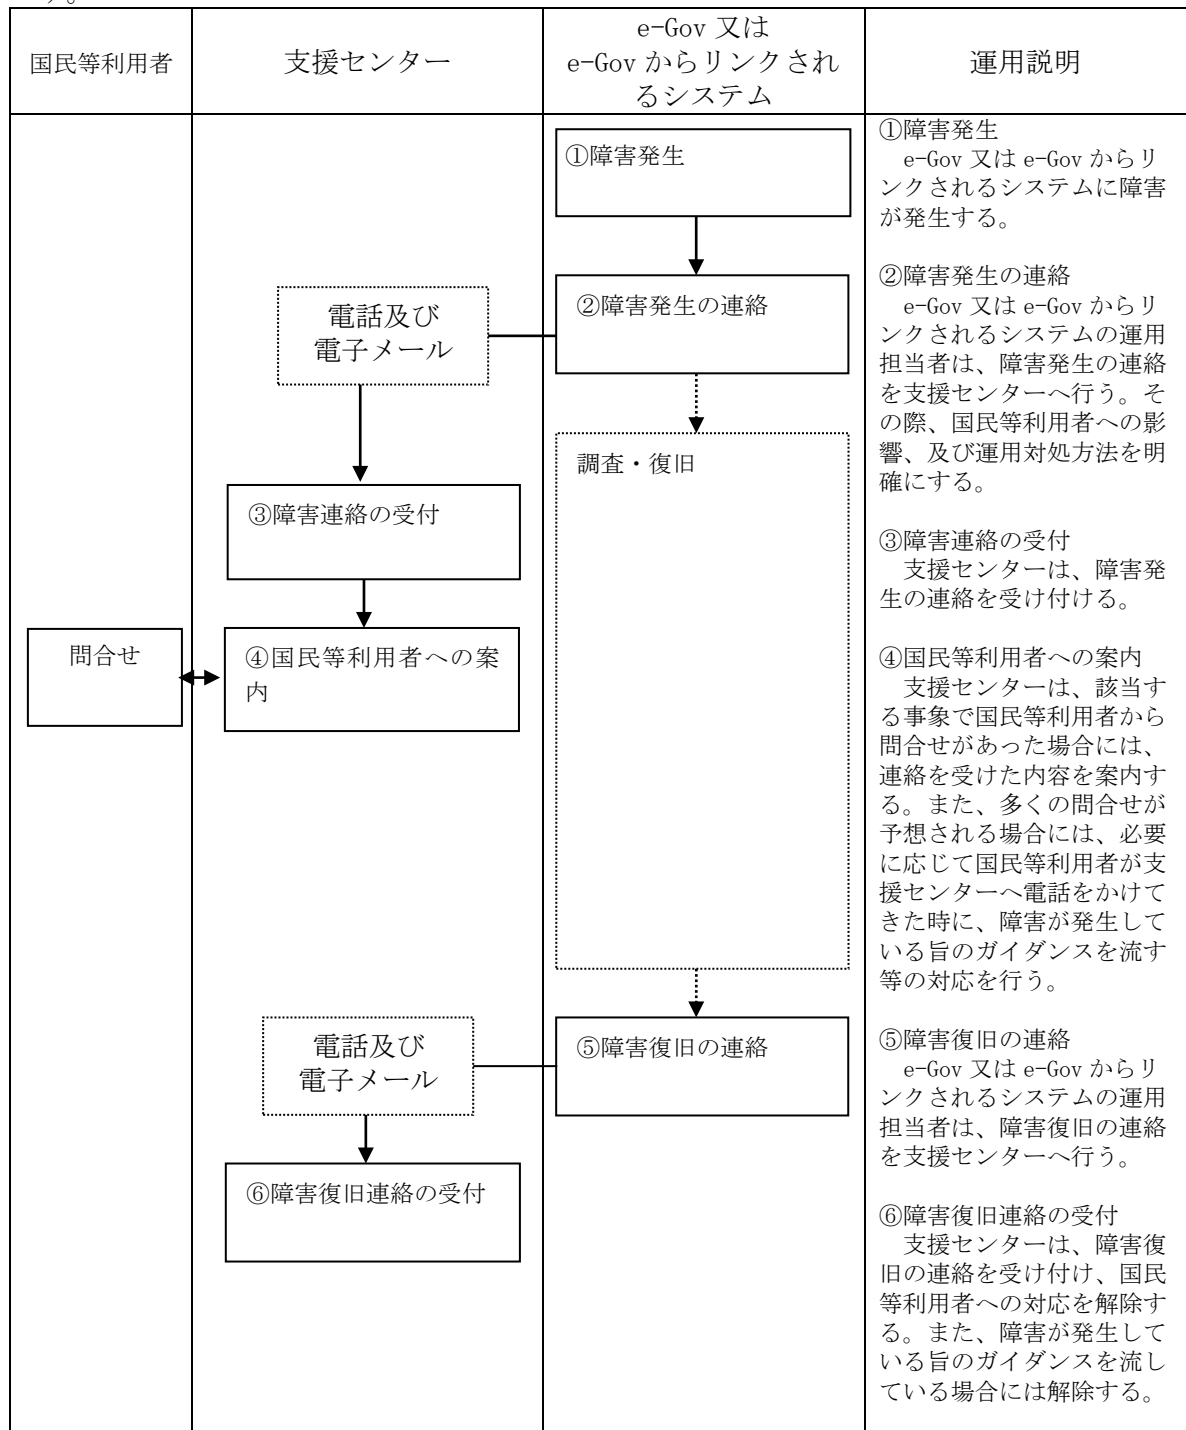 す。
国民等利用者
支援センター
e-Gov 又は
e-Gov からリンクされ
るシステム
運用説明
①障害発生
②障害発生の連絡
電話及び
電子メール
調査・復旧
③障害連絡の受付
問合せ
④国民等利用者への案
内
⑤障害復旧の連絡
電話及び
電子メール
⑥障害復旧連絡の受付
①障害発生
e-Gov 又は e-Gov からリ
ンクされるシステムに障害
が発生する。
②障害発生の連絡
e-Gov 又は e-Gov からリ
ンクされるシステムの運用
担当者は、障害発生の連絡
を支援センターへ行う。そ
の際、国民等利用者への影
響、及び運用対処方法を明
確にする。
③障害連絡の受付
支援センターは、障害発
生の連絡を受け付ける。
④国民等利用者への案内
支援センターは、該当す
る事象で国民等利用者から
問合せがあった場合には、
連絡を受けた内容を案内す
る。また、多くの問合せが
予想される場合には、必要
に応じて国民等利用者が支
援センターへ電話をかけて
きた時に、障害が発生して
いる旨のガイダンスを流す
等の対応を行う。
⑤障害復旧の連絡
e-Gov 又は e-Gov からリ
ンクされるシステムの運用
担当者は、障害復旧の連絡
を支援センターへ行う。
⑥障害復旧連絡の受付
支援センターは、障害復
旧の連絡を受け付け、国民
等利用者への対応を解除す
る。また、障害が発生して
いる旨のガイダンスを流し
ている場合には解除する。